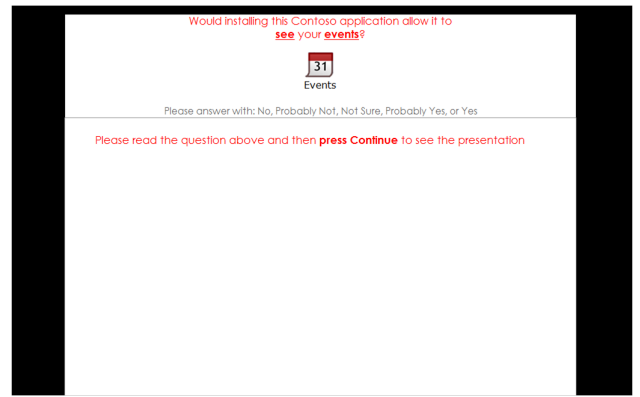 Would installing this Contoso application allow it to
see your events?
31
Events
Please answer with: No, Probably Not, Not Sure, Probably Yes, or Yes
Please read the question above and then press Continue to see the presentation